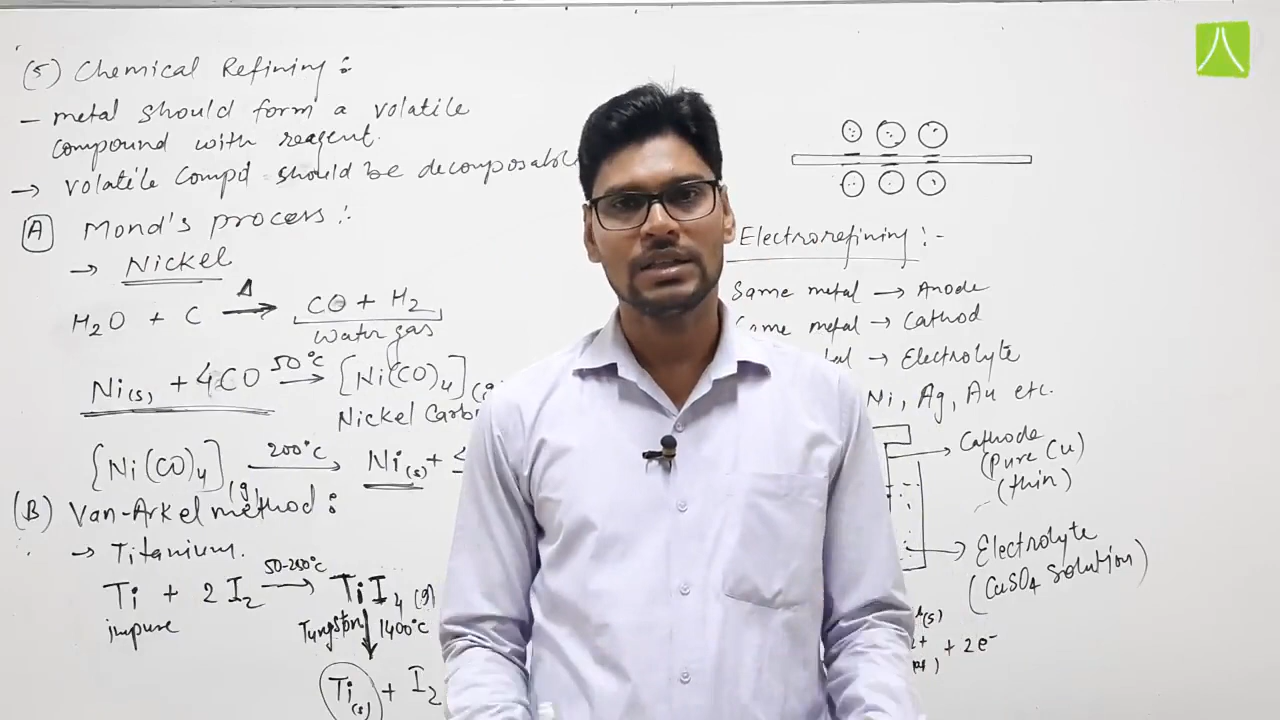 (5) Chemical Refining :
- metal should form a volatile
compound with reagent.
→ volatile Compd. should be decomposable
(A) Mond's process :-
→ Nickel
H2O + C —Δ→ CO + H2
water gas
Ni(s) + 4CO —50°C→ [Ni(CO)4](g)
Nickel Carb
[Ni(CO)4](g) —200°C→ Ni(s) +
(B) Van-Arkel method :
→ Titanium.
Ti + 2I2 —50-250°C→ TiI4(g)
impure
Tungston ↓ 1400°C
Ti(s) + I2
Electrorefining :-
Same metal → Anode
Same metal → Cathod
→ Electrolyte
Ni, Ag, Au etc.
Cathode
(Pure Cu)
(thin)
Electrolyte
(CuSO4 solution)
(s)
+ 2e-